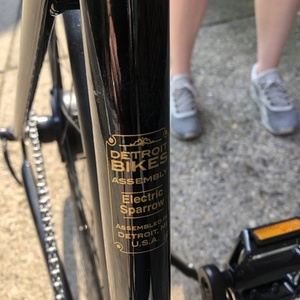 DETROIT
BIKES
ASSEMBLY
Electric
Sparrow
ASSEMBLED IN
DETROIT, MI
U.S.A.